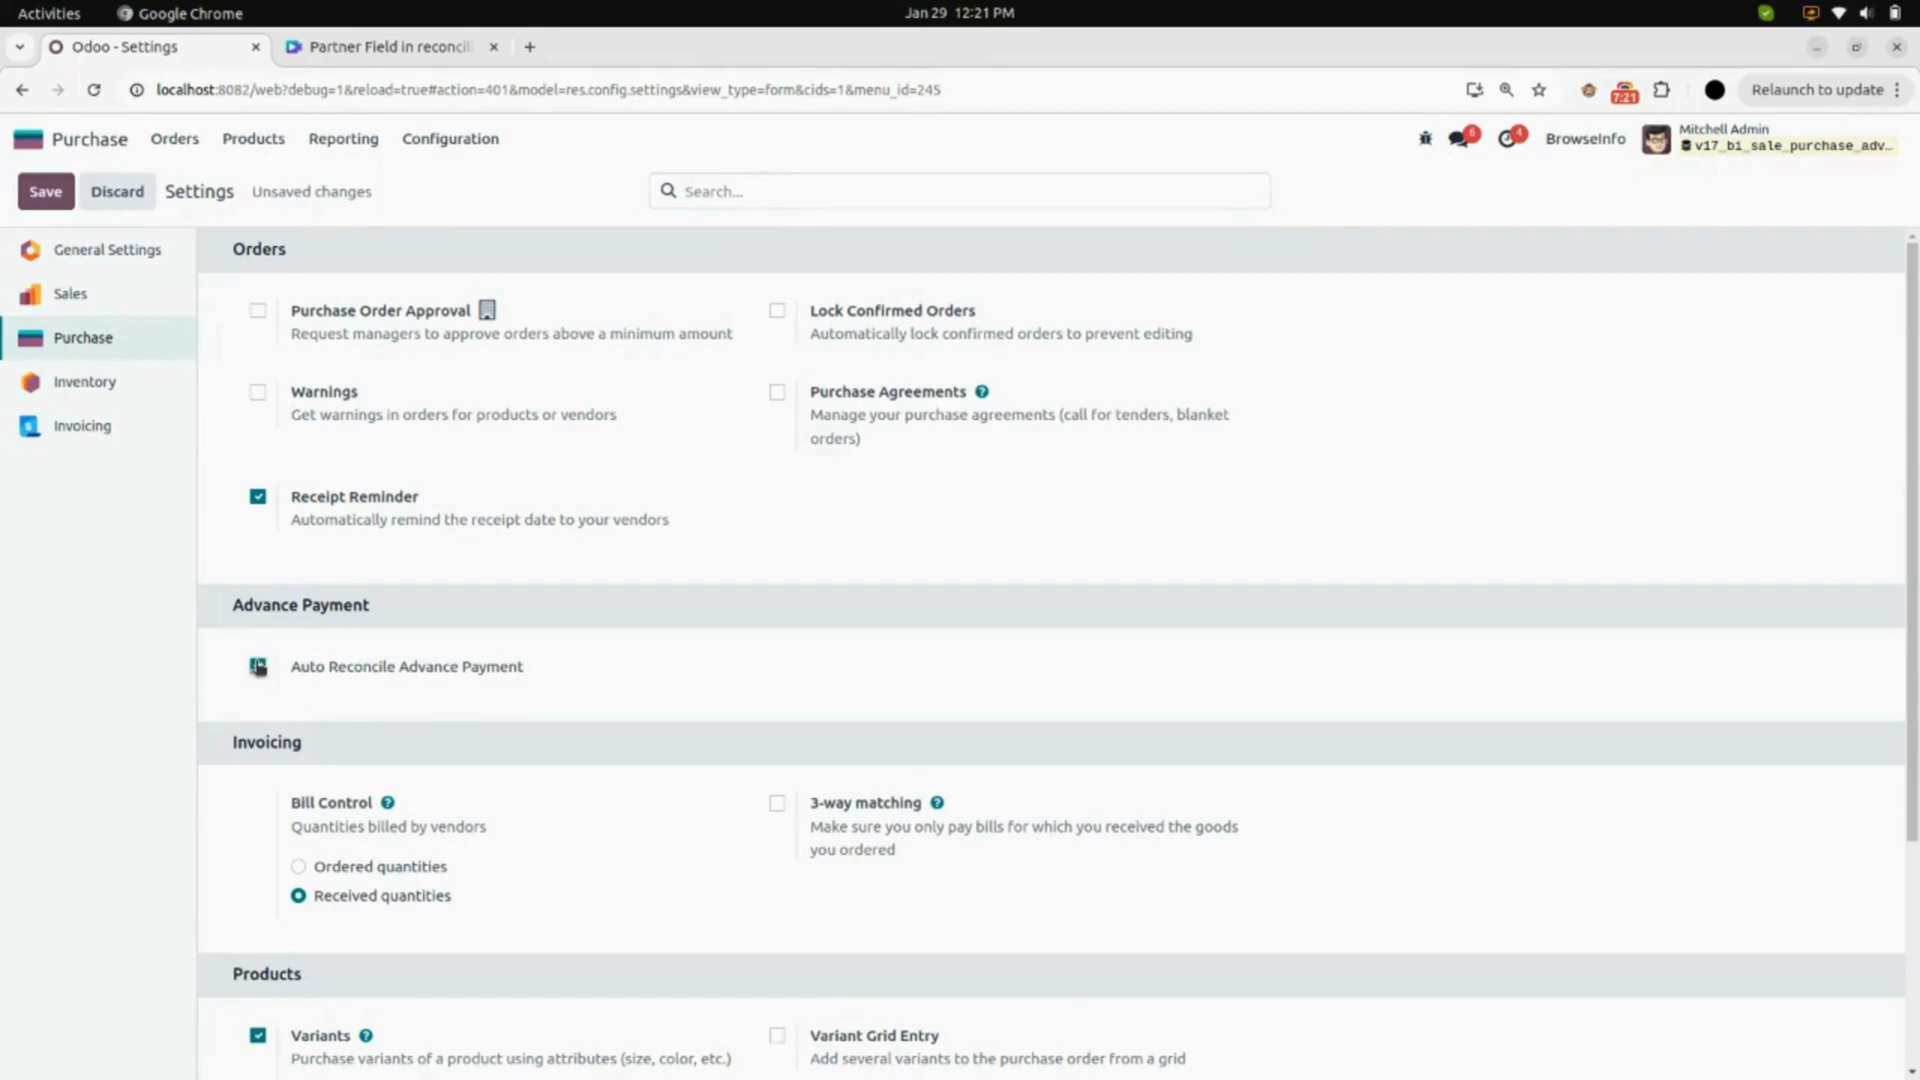 Activities
Google Chrome
Jan 29 12:21 PM
Odoo - Settings
Partner Field in reconcil
localhost:8082/web?debug=1&reload=true#action=401&model=res.config.settings&view_type=form&cids=1&menu_id=245
7:21
Relaunch to update
Purchase
Orders
Products
Reporting
Configuration
6
4
BrowseInfo
Mitchell Admin
v17_bi_sale_purchase_adv...
Save
Discard
Settings
Unsaved changes
Search...
General Settings
Sales
Purchase
Inventory
Invoicing
Orders
Purchase Order Approval
Request managers to approve orders above a minimum amount
Lock Confirmed Orders
Automatically lock confirmed orders to prevent editing
Warnings
Get warnings in orders for products or vendors
Purchase Agreements ?
Manage your purchase agreements (call for tenders, blanket
orders)
Receipt Reminder
Automatically remind the receipt date to your vendors
Advance Payment
Auto Reconcile Advance Payment
Invoicing
Bill Control ?
Quantities billed by vendors
Ordered quantities
Received quantities
3-way matching ?
Make sure you only pay bills for which you received the goods
you ordered
Products
Variants ?
Purchase variants of a product using attributes (size, color, etc.)
Variant Grid Entry
Add several variants to the purchase order from a grid